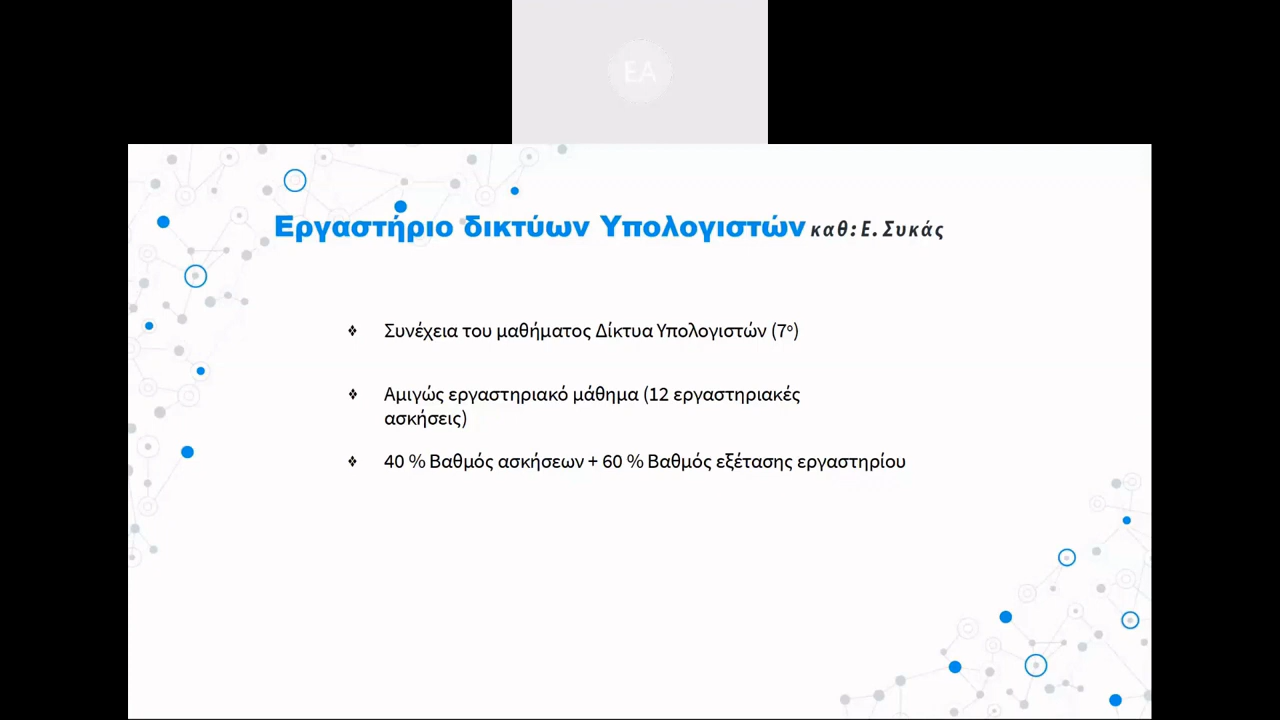 EA
Εργαστήριο δικτύων Υπολογιστών καθ: Ε. Συκάς
❖ Συνέχεια του μαθήματος Δίκτυα Υπολογιστών (7ο)
❖ Αμιγώς εργαστηριακό μάθημα (12 εργαστηριακές
ασκήσεις)
❖ 40 % Βαθμός ασκήσεων + 60 % Βαθμός εξέτασης εργαστηρίου